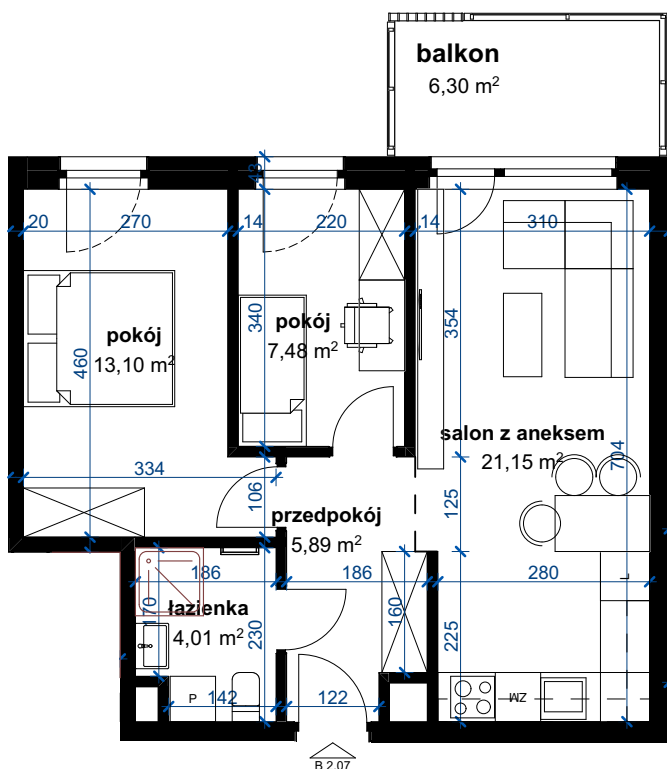 balkon
6,30 m²
43
20
270
14
220
14
310
340
354
460
pokój
13,10 m²
pokój
7,48 m²
salon z aneksem
21,15 m²
704
334
106
125
przedpokój
5,89 m²
186
186
280
łazienka
4,01 m²
170
230
160
225
142
122
P
ZM
L
B.2.07